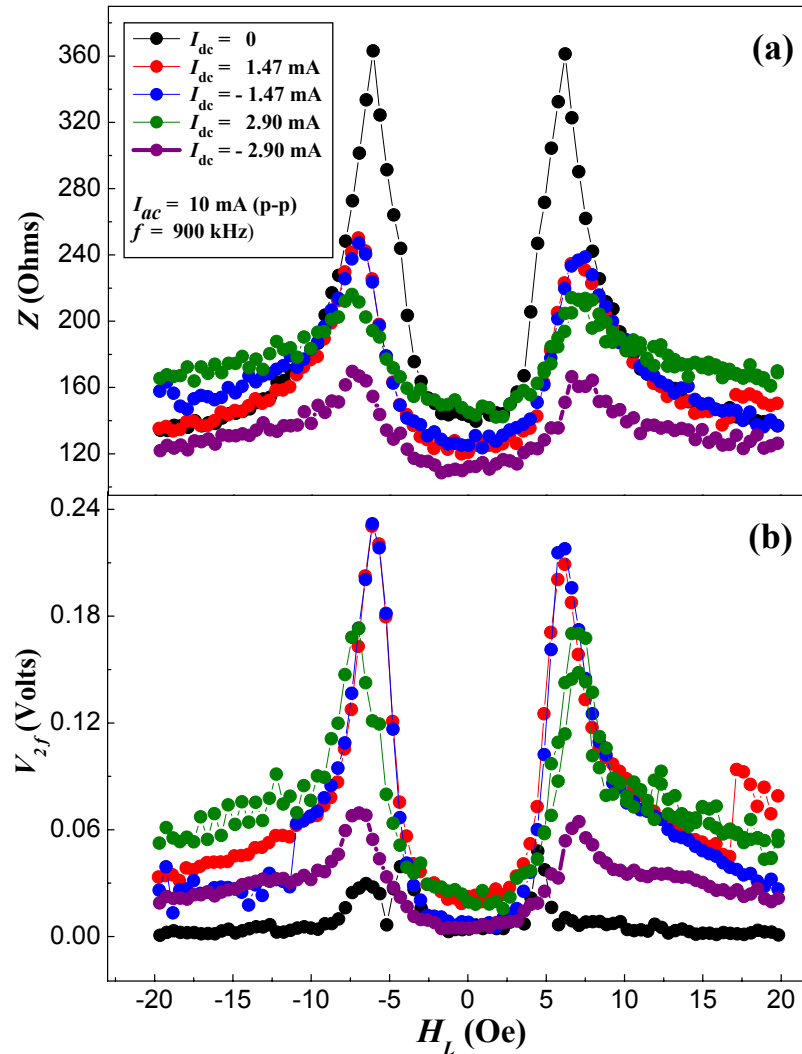 (a)
I_dc = 0
I_dc = 1.47 mA
I_dc = - 1.47 mA
I_dc = 2.90 mA
I_dc = - 2.90 mA
I_ac = 10 mA (p-p)
f = 900 kHz)
360
320
280
240
200
160
120
Z (Ohms)
(b)
0.24
0.18
0.12
0.06
0.00
V_2f (Volts)
-20 -15 -10 -5 0 5 10 15 20
H_L (Oe)